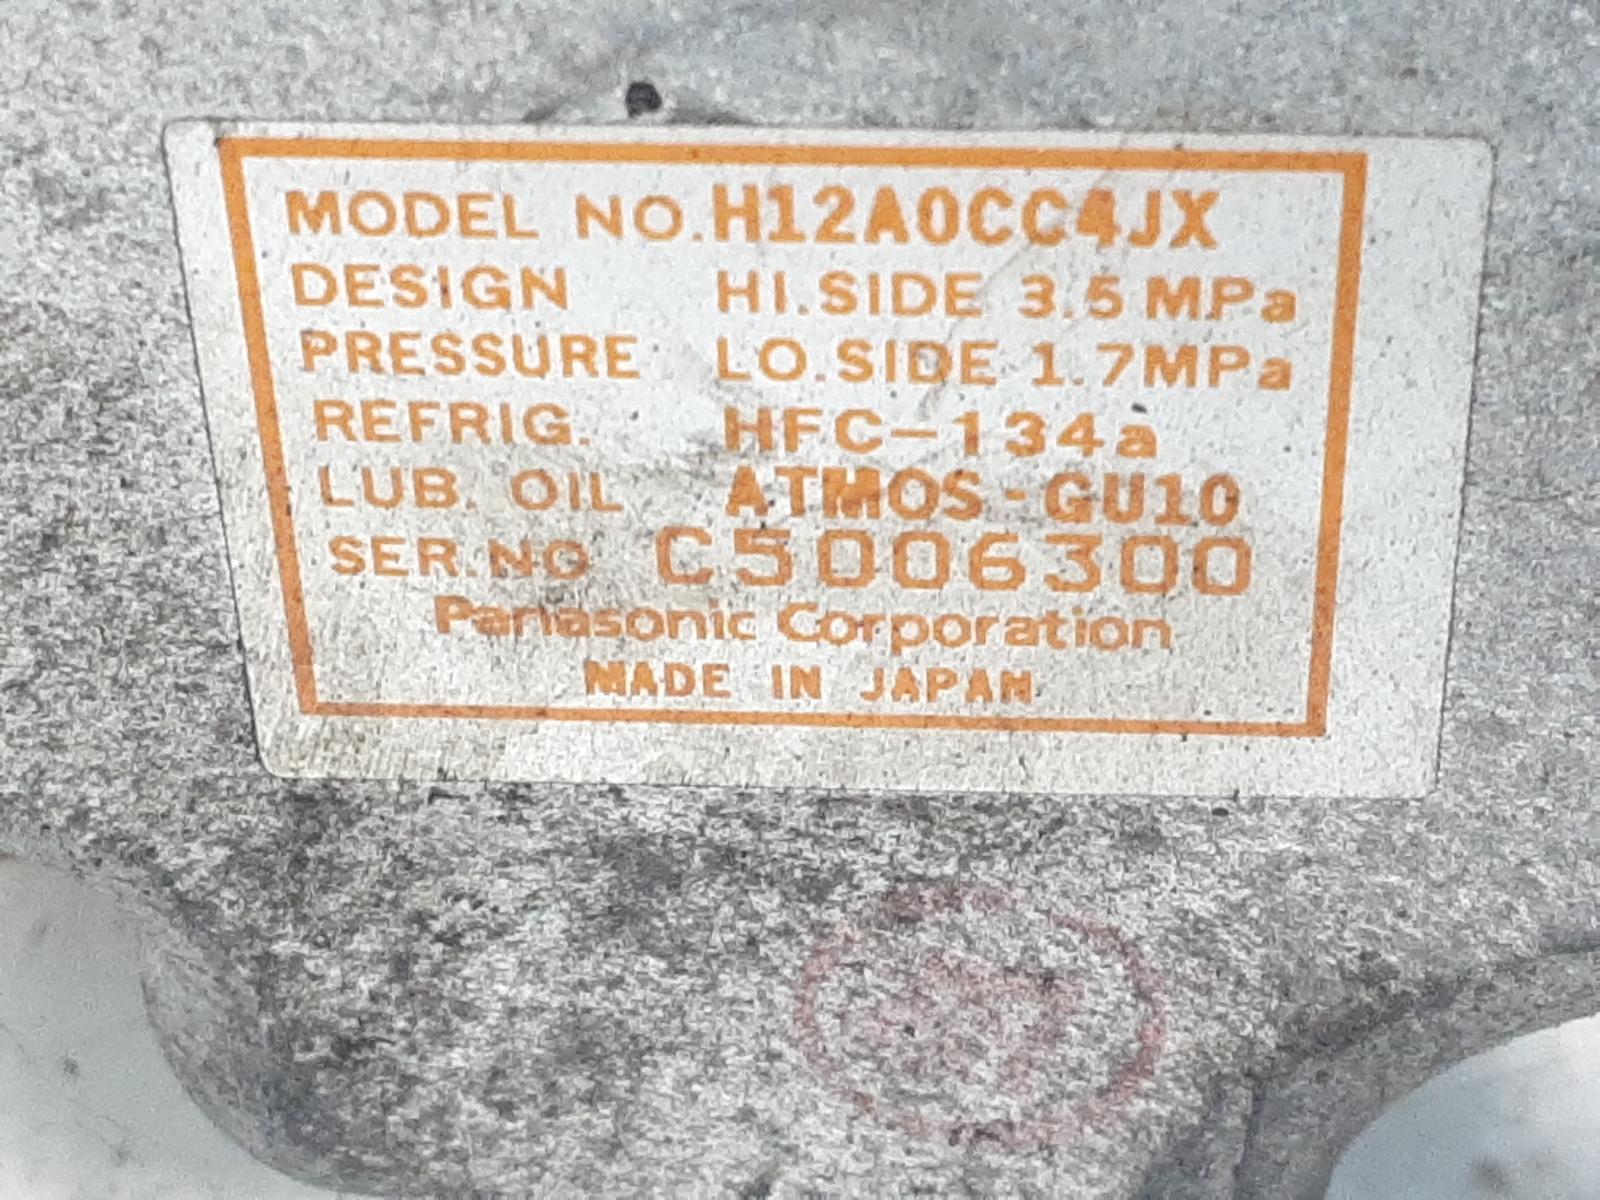 MODEL NO. H12A0CC4JX
DESIGN HI.SIDE 3.5 MPa
PRESSURE LO.SIDE 1.7MPa
REFRIG. HFC-134a
LUB. OIL ATMOS-GU10
SER.NO C5006300
Panasonic Corporation
MADE IN JAPAN